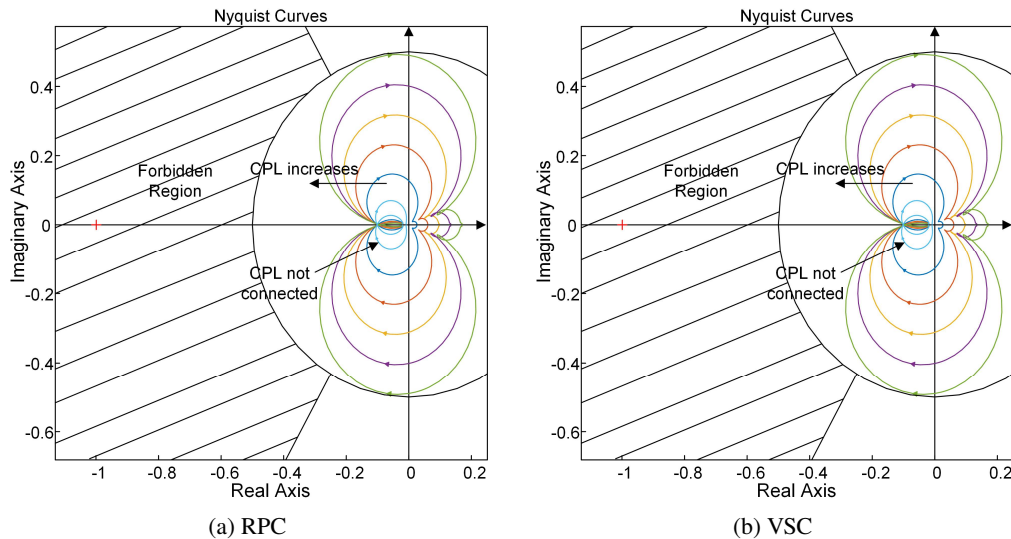 Nyquist Curves
0.4
0.2
0
-0.2
-0.4
-0.6
Imaginary Axis
Forbidden
Region
CPL increases
CPL not
connected
-1
-0.8
-0.6
-0.4
-0.2
0
0.2
Real Axis
(a) RPC
Nyquist Curves
0.4
0.2
0
-0.2
-0.4
-0.6
Imaginary Axis
Forbidden
Region
CPL increases
CPL not
connected
-1
-0.8
-0.6
-0.4
-0.2
0
0.2
Real Axis
(b) VSC